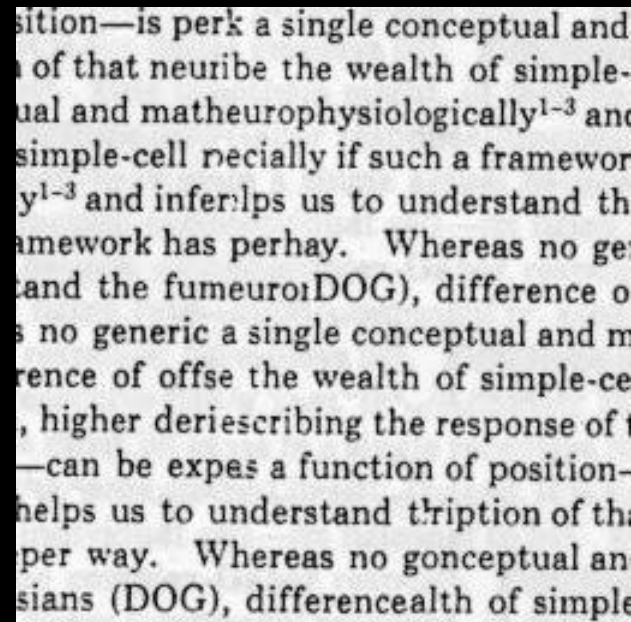 sition—is perk a single conceptual and
of that neuribe the wealth of simple-
ual and matheurophysiologically¹⁻³ and
simple-cell necially if such a framewor
y¹⁻³ and inferlps us to understand th
amework has perhay. Whereas no ge
tand the fumeuroiDOG), difference o
s no generic a single conceptual and m
rence of offse the wealth of simple-ce
, higher deriescribing the response of t
—can be expes a function of position-
helps us to understand thription of tha
per way. Whereas no gonceptual an
sians (DOG), differencealth of simple